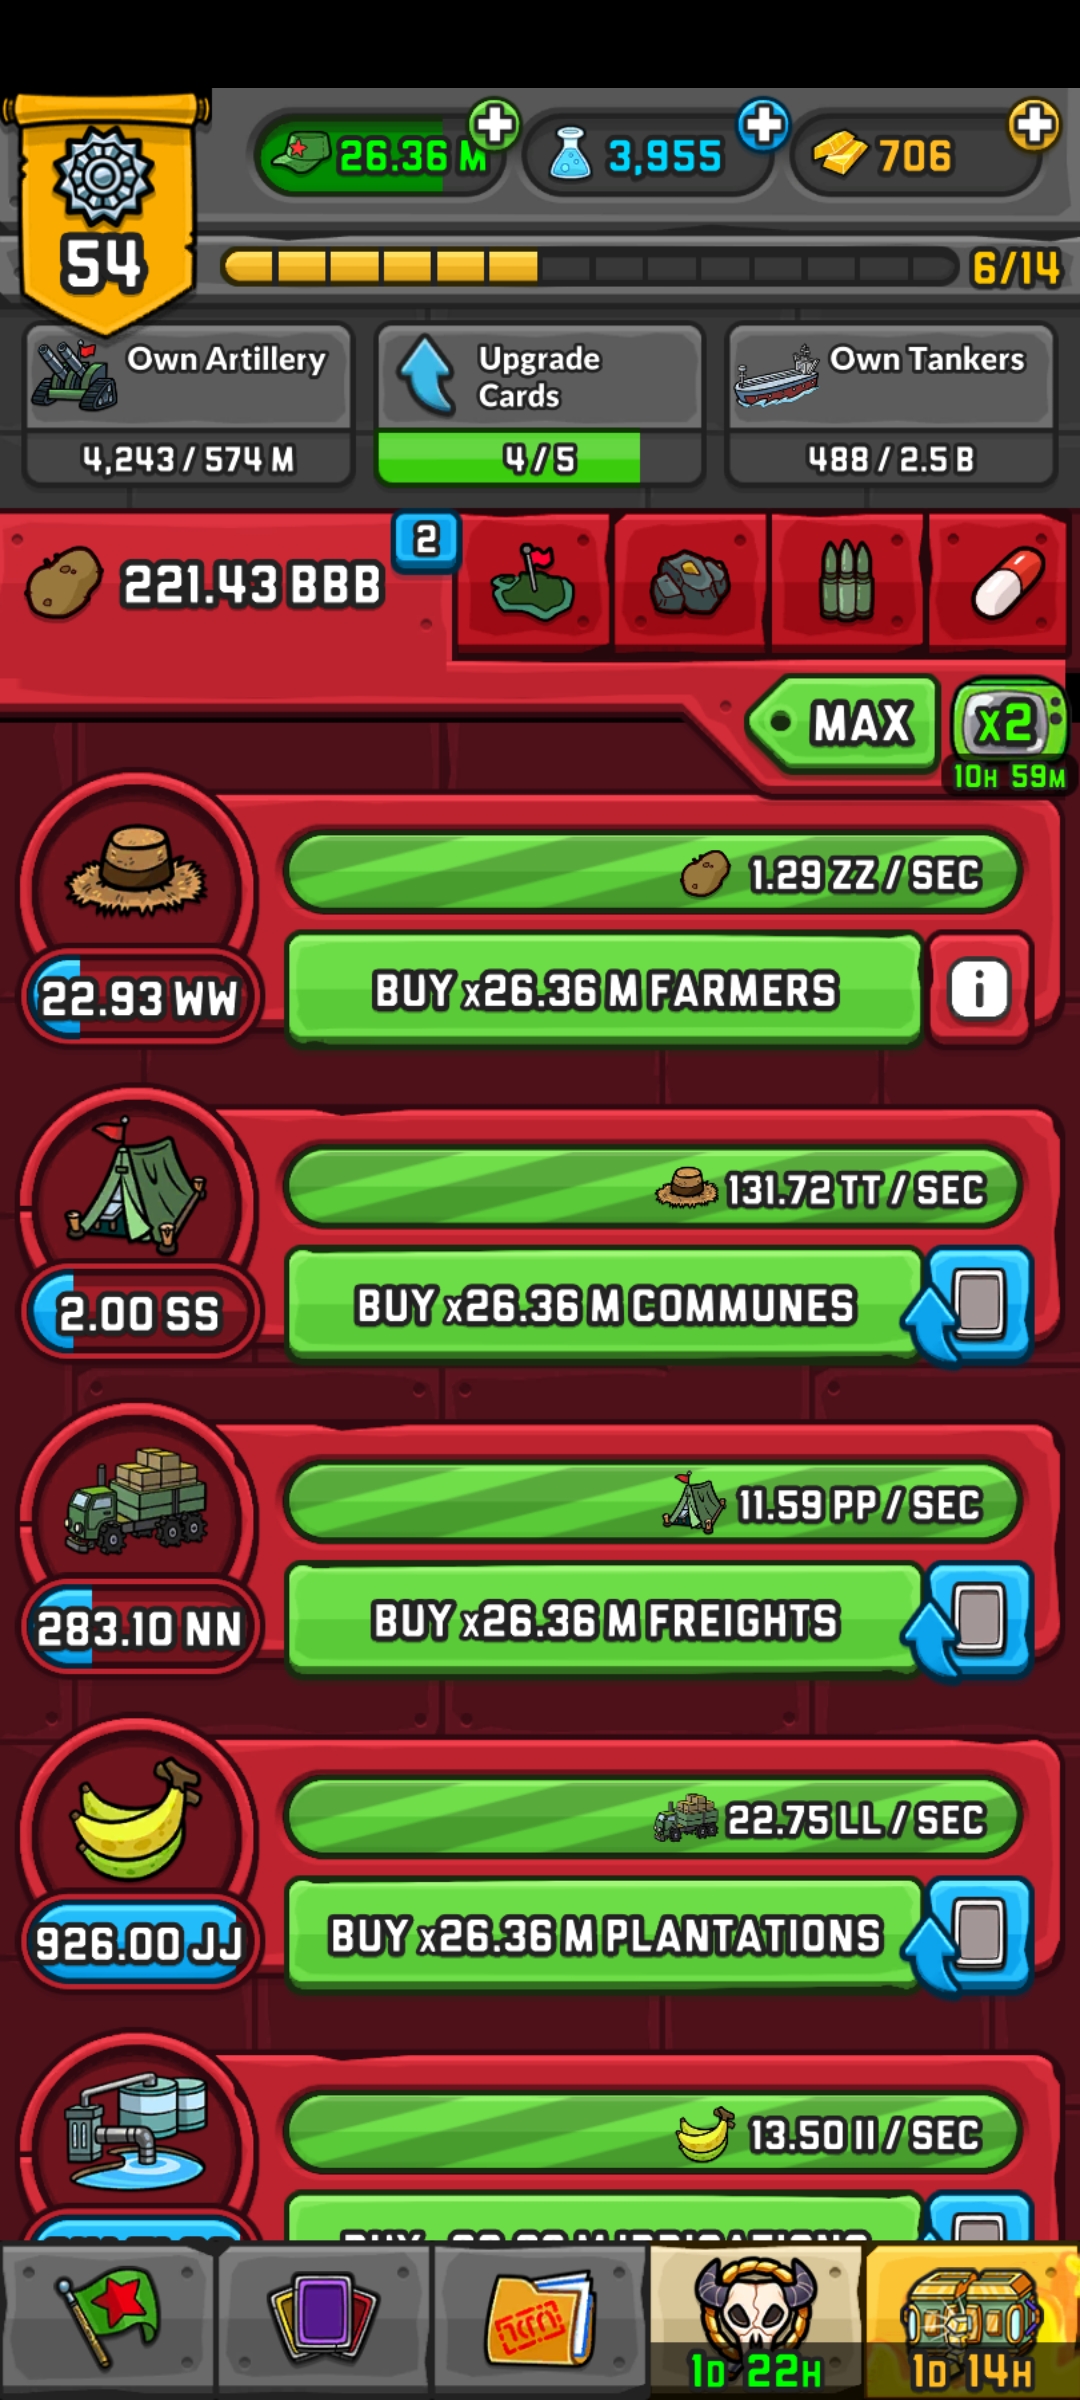 26.36 M
3,955
706
54
6/14
Own Artillery
4,243 / 574 M
Upgrade
Cards
4 / 5
Own Tankers
488 / 2.5 B
221.43 BBB
2
MAX
x2
10H 59M
1.29 ZZ / SEC
22.93 WW
BUY x26.36 M FARMERS
i
131.72 TT / SEC
2.00 SS
BUY x26.36 M COMMUNES
11.59 PP / SEC
283.10 NN
BUY x26.36 M FREIGHTS
22.75 LL / SEC
926.00 JJ
BUY x26.36 M PLANTATIONS
13.50 II / SEC
1D 22H
1D 14H